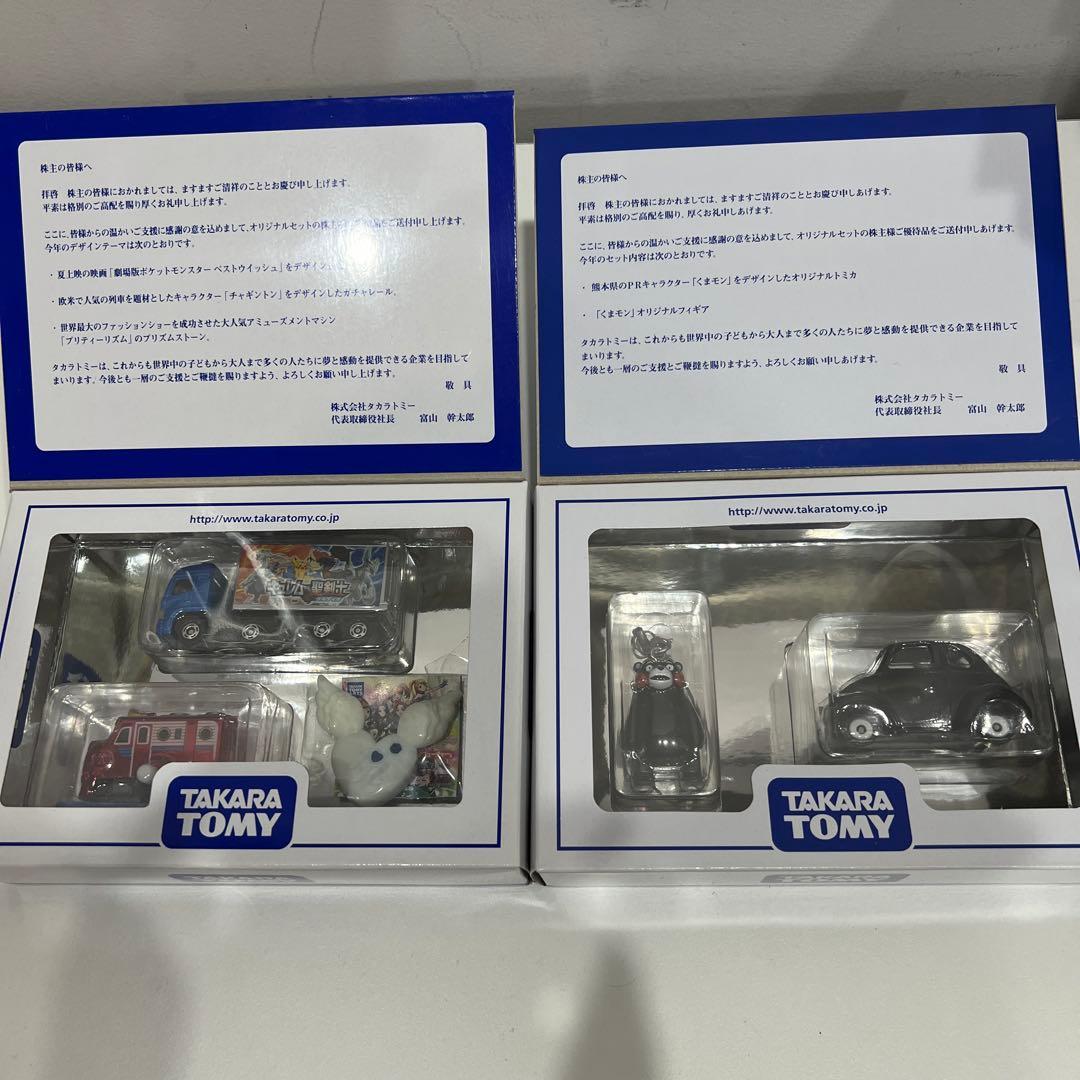 株主の皆様へ
拝啓　株主の皆様におかれましては、ますますご清祥のこととお慶び申し上げます。
平素は格別のご高配を賜り厚くお礼申し上げます。
ここに、皆様からの温かいご支援に感謝の意を込めまして、オリジナルセットの株主
をご送付申し上げます。
今年のデザインテーマは次のとおりです。
・夏上映の映画「劇場版ポケットモンスター ベストウイッシュ」をデザイン
・欧米で人気の列車を題材としたキャラクター「チャギントン」をデザインしたガチャレール。
・世界最大のファッションショーを成功させた大人気アミューズメントマシン
「プリティーリズム」のプリズムストーン。
タカラトミーは、これからも世界中の子どもから大人まで多くの人たちに夢と感動を提供できる企業を目指して
まいります。今後とも一層のご支援とご鞭撻を賜りますよう、よろしくお願い申し上げます。
敬 具
株式会社タカラトミー
代表取締役社長　富山　幹太郎
http://www.takaratomy.co.jp
聖剣士
TAKARA TOMY ARTS
TAKARA
TOMY
TAKARA TOMY
株主の皆様へ
拝啓　株主の皆様におかれましては、ますますご清祥のこととお慶び申しあげます。
平素は格別のご高配を賜り、厚くお礼申しあげます。
ここに、皆様からの温かいご支援に感謝の意を込めまして、オリジナルセットの株主様ご優待品をご送付申しあげます。
今年のセット内容は次のとおりです。
・熊本県のPRキャラクター「くまモン」をデザインしたオリジナルトミカ
・「くまモン」オリジナルフィギア
タカラトミーは、これからも世界中の子どもから大人まで多くの人たちに夢と感動を提供できる企業を目指して
まいります。
今後とも一層のご支援とご鞭撻を賜りますよう、よろしくお願い申しあげます。
敬 具
株式会社タカラトミー
代表取締役社長　富山　幹太郎
http://www.takaratomy.co.jp
TAKARA
TOMY
TAKARA TOMY